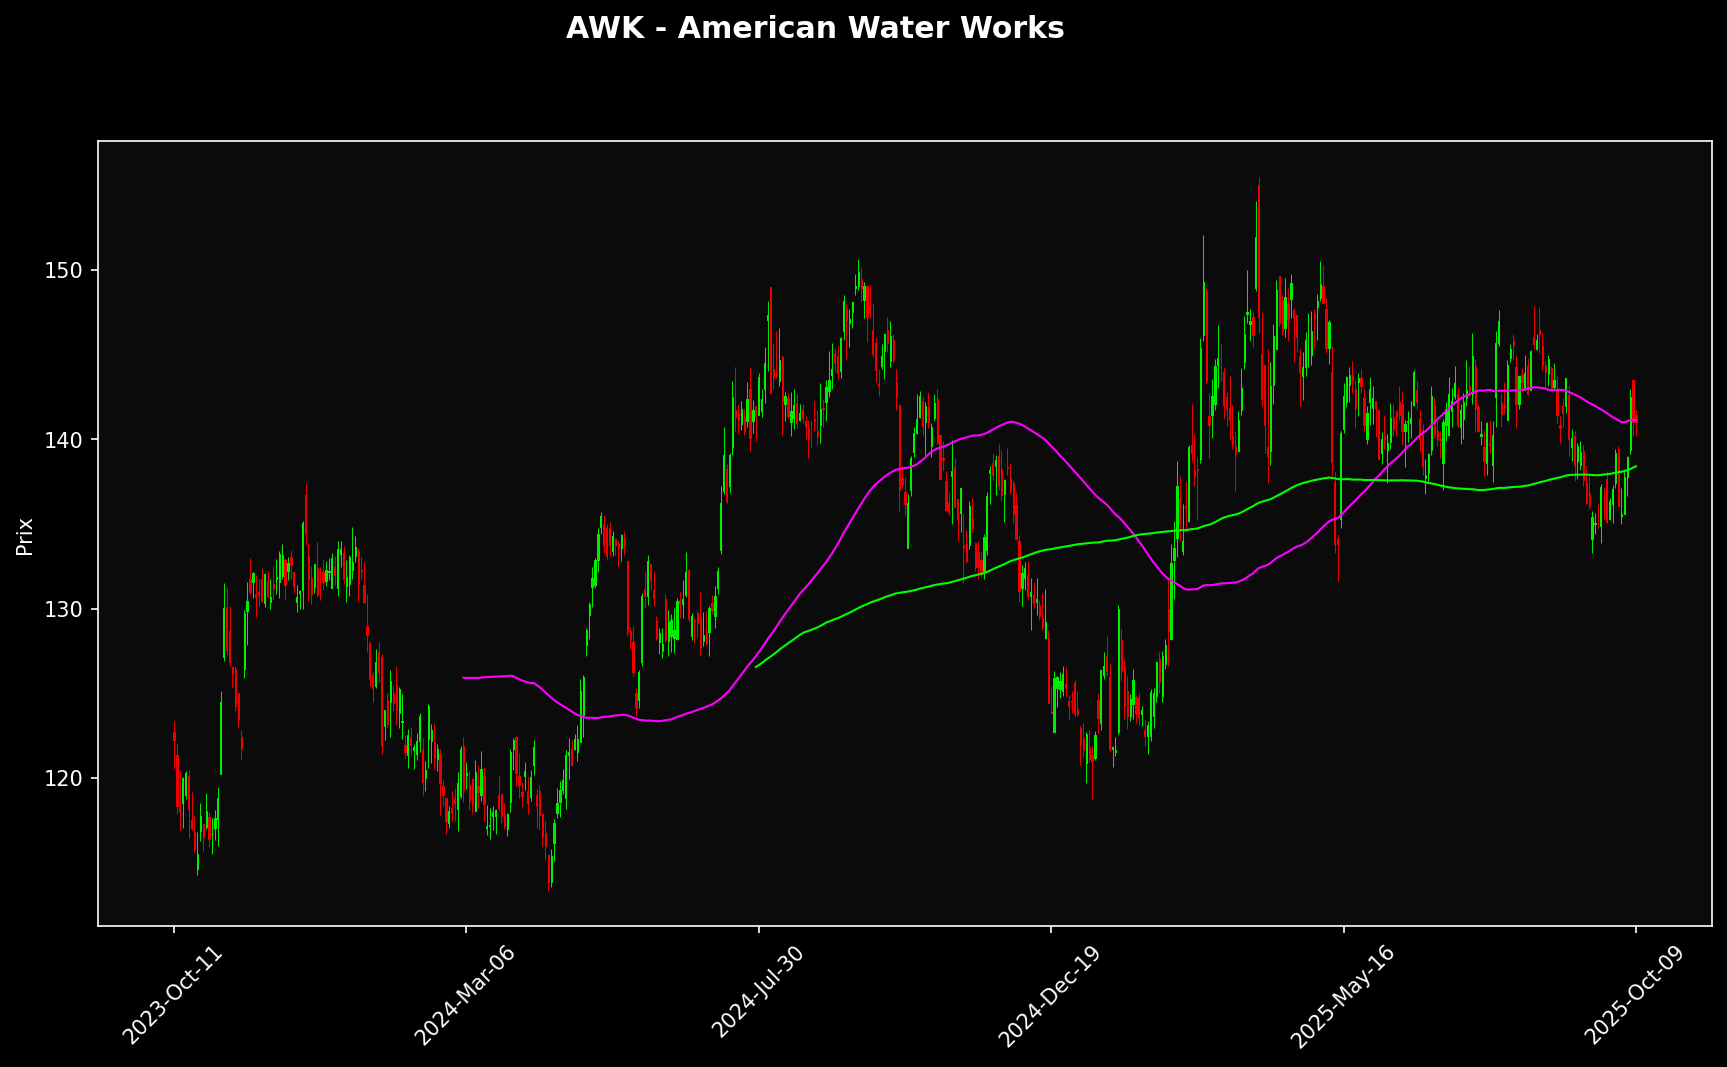 AWK - American Water Works
Prix
150
140
130
120
2023-Oct-11
2024-Mar-06
2024-Jul-30
2024-Dec-19
2025-May-16
2025-Oct-09